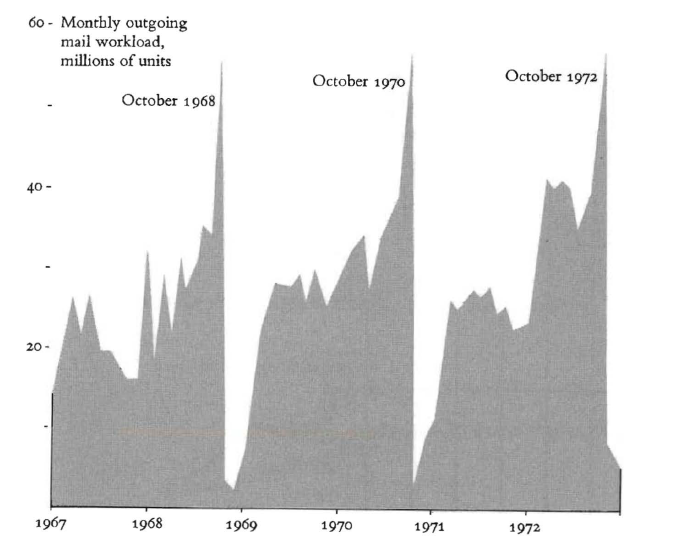 60 - Monthly outgoing
mail workload,
millions of units
October 1968
October 1970
October 1972
40 -
20 -
1967 1968 1969 1970 1971 1972